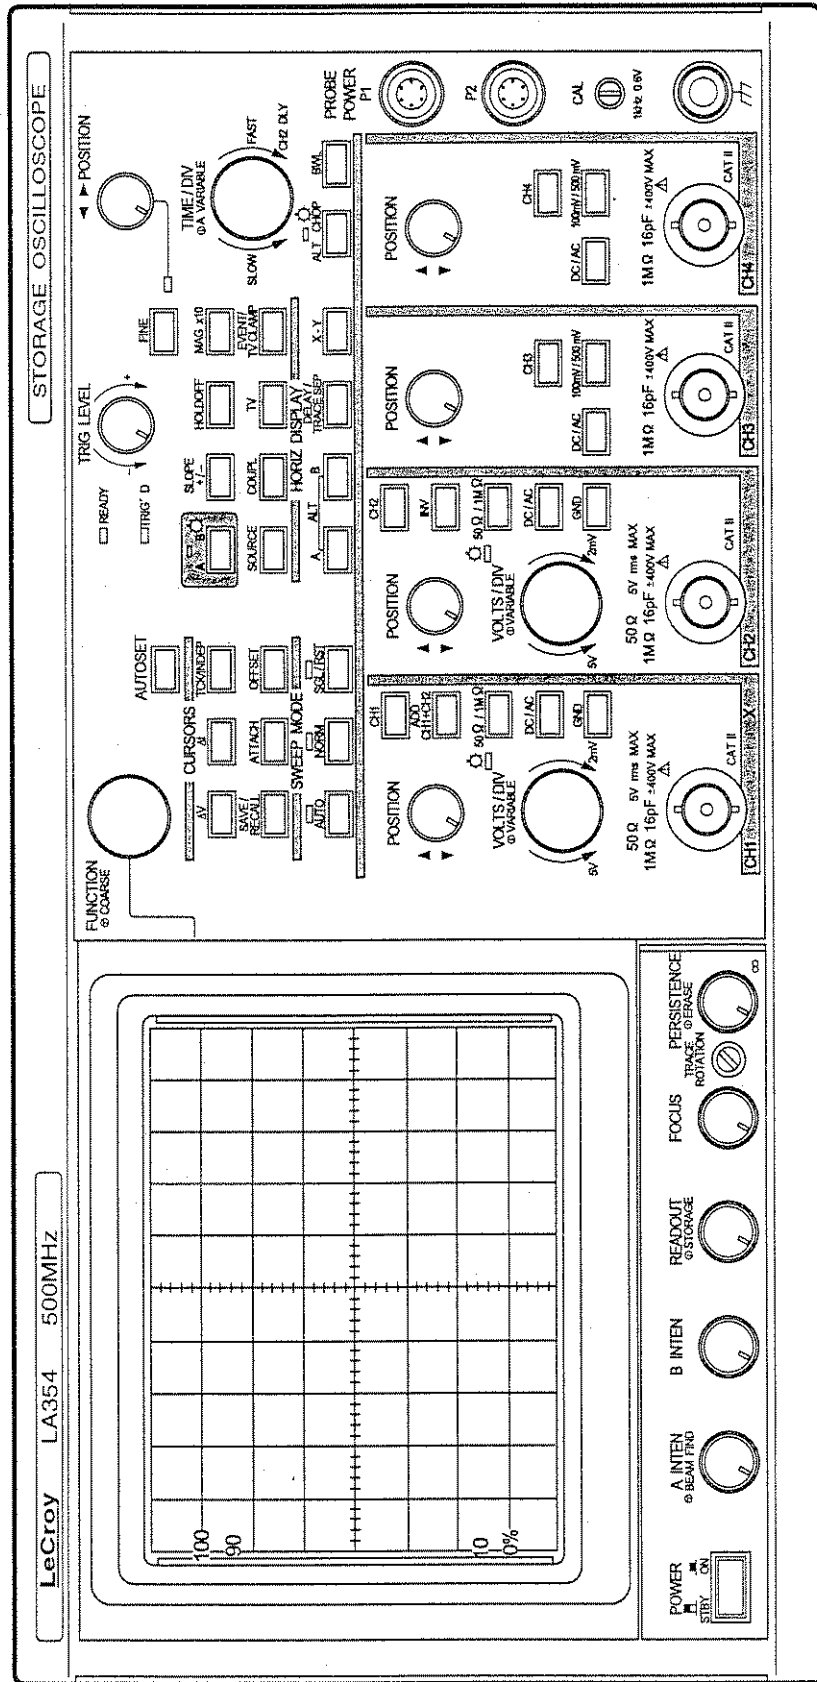 LeCroy LA354 500MHz
STORAGE OSCILLOSCOPE
100
90
10
0%
POWER
STBY ON
A INTEN
BEAM FIND
B INTEN
READOUT
STORAGE
FOCUS
TRACE
ROTATION
PERSISTENCE
ERASE
∞
FUNCTION
COARSE
AUTOSET
CURSORS
ΔV
Δt
TCK/INDEP
SAVE/
RECALL
ATTACH
OFFSET
SWEEP MODE
AUTO
NORM
SGL/RST
READY
TRIG' D
TRIG LEVEL
- +
◄ ► POSITION
FINE
A B
SLOPE
+/-
HOLDOFF
MAG x10
SOURCE
COUPL
TV
EVENT/
TV CLAMP
HORIZ DISPLAY
A
ALT
B
DELAY/
TRACE SEP
X-Y
TIME/DIV
A VARIABLE
SLOW
FAST
CH2 DLY
ALT CHOP
BWL
PROBE
POWER
P1
P2
CAL
1kHz 0.6V
POSITION
▲
▼
VOLTS/DIV
VARIABLE
5V
2mV
CH1
ADD
CH1+CH2
50Ω / 1MΩ
DC/AC
GND
50Ω 5V rms MAX
1MΩ 16pF ±400V MAX
CAT II
CH1
X
POSITION
▲
▼
VOLTS/DIV
VARIABLE
5V
2mV
CH2
INV
50Ω / 1MΩ
DC/AC
GND
50Ω 5V rms MAX
1MΩ 16pF ±400V MAX
CAT II
CH2
POSITION
▲
▼
CH3
DC/AC
100mV/500mV
1MΩ 16pF ±400V MAX
CAT II
CH3
POSITION
▲
▼
CH4
DC/AC
100mV/500mV
1MΩ 16pF ±400V MAX
CAT II
CH4